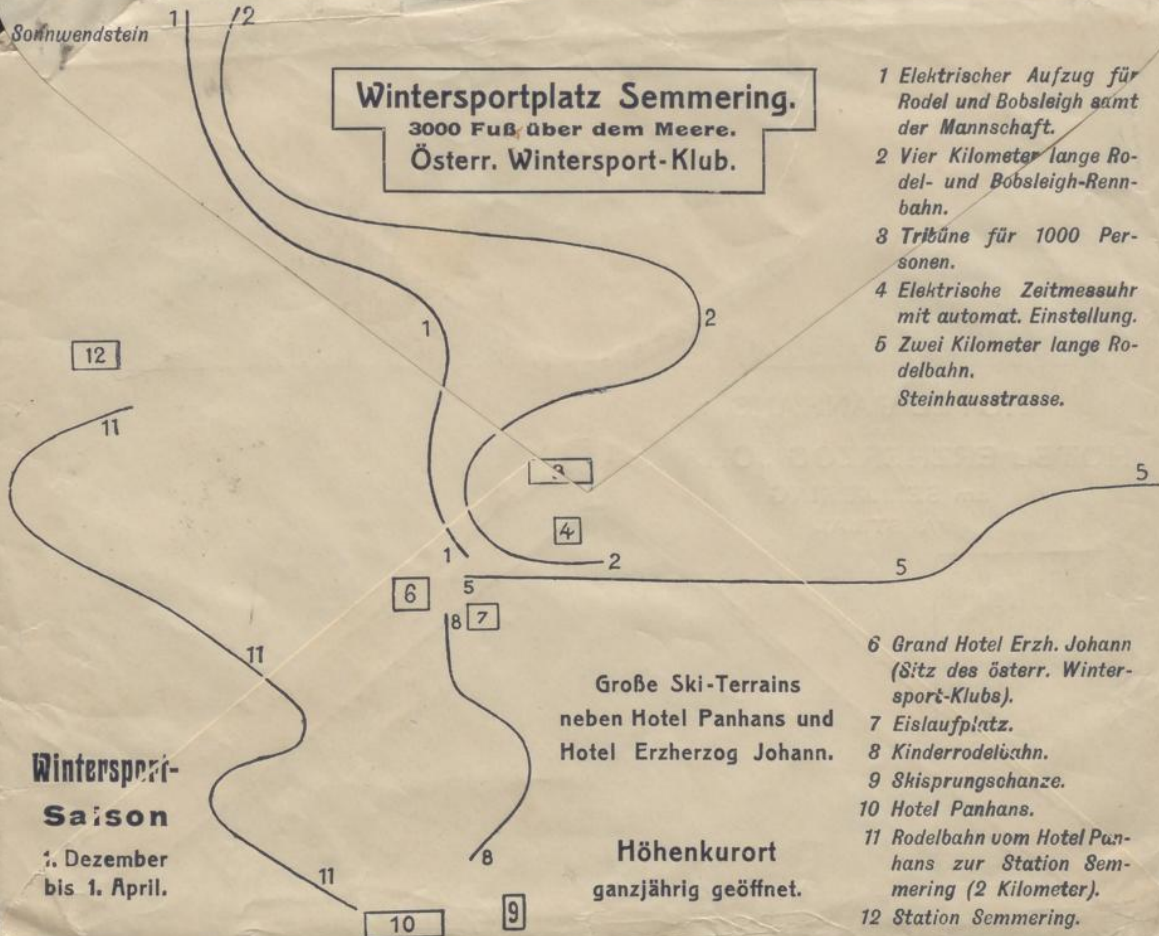 Sonnwendstein
1
2
Wintersportplatz Semmering.
3000 Fuß über dem Meere.
Österr. Wintersport-Klub.
1 Elektrischer Aufzug für
Rodel und Bobsleigh samt
der Mannschaft.
2 Vier Kilometer lange Ro-
del- und Bobsleigh-Renn-
bahn.
3 Tribüne für 1000 Per-
sonen.
4 Elektrische Zeitmessuhr
mit automat. Einstellung.
5 Zwei Kilometer lange Ro-
delbahn.
Steinhausstrasse.
1
2
12
11
3
5
4
1
2
5
5
6
8
7
11
Große Ski-Terrains
neben Hotel Panhans und
Hotel Erzherzog Johann.
6 Grand Hotel Erzh. Johann
(Sitz des österr. Winter-
sport-Klubs).
7 Eislaufplatz.
8 Kinderrodelbahn.
9 Skisprungschanze.
10 Hotel Panhans.
11 Rodelbahn vom Hotel Pan-
hans zur Station Sem-
mering (2 Kilometer).
12 Station Semmering.
Wintersport-
Saison
1. Dezember
bis 1. April.
8
Höhenkurort
ganzjährig geöffnet.
11
10
9